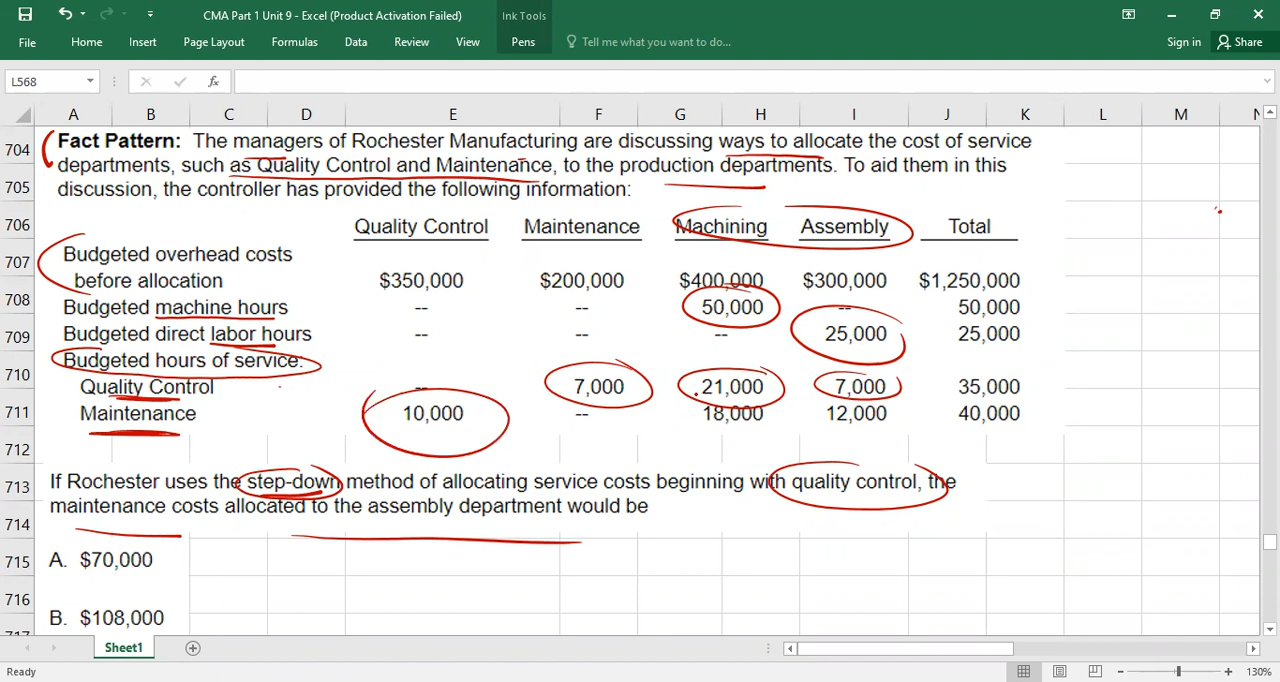 CMA Part 1 Unit 9 - Excel (Product Activation Failed)
Ink Tools
File Home Insert Page Layout Formulas Data Review View Pens Tell me what you want to do... Sign in Share
L568 fx
A B C D E F G H I J K L M N
704 Fact Pattern: The managers of Rochester Manufacturing are discussing ways to allocate the cost of service
departments, such as Quality Control and Maintenance, to the production departments. To aid them in this
705 discussion, the controller has provided the following information:
706 Quality Control Maintenance Machining Assembly Total
707 Budgeted overhead costs
before allocation $350,000 $200,000 $400,000 $300,000 $1,250,000
708 Budgeted machine hours -- -- 50,000 -- 50,000
709 Budgeted direct labor hours -- -- -- 25,000 25,000
710 Budgeted hours of service:
Quality Control -- 7,000 21,000 7,000 35,000
711 Maintenance 10,000 -- 18,000 12,000 40,000
712
713 If Rochester uses the step-down method of allocating service costs beginning with quality control, the
714 maintenance costs allocated to the assembly department would be
715 A. $70,000
716
B. $108,000
717
Sheet1
Ready 130%